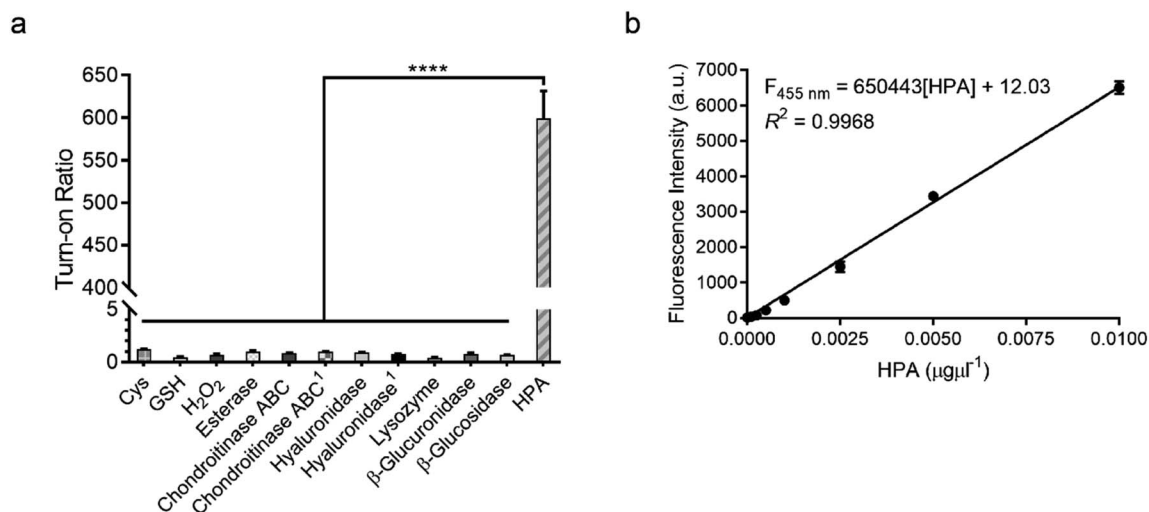 a
650
600
550
500
450
400
5
0
Turn-on Ratio
****
Cys
GSH
H₂O₂
Esterase
Chondroitinase ABC
Chondroitinase ABC¹
Hyaluronidase
Hyaluronidase¹
Lysozyme
β-Glucuronidase
β-Glucosidase
HPA
b
7000
6000
5000
4000
3000
2000
1000
0
Fluorescence Intensity (a.u.)
F₄₅₅ ₙₘ = 650443[HPA] + 12.03
R² = 0.9968
0.0000 0.0025 0.0050 0.0075 0.0100
HPA (μgμl⁻¹)